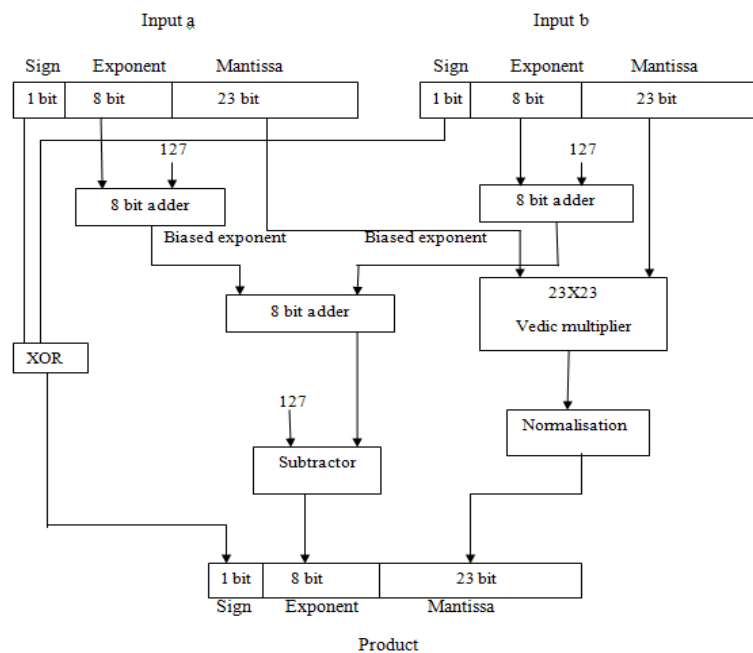 Input a Input b
Sign Exponent Mantissa Sign Exponent Mantissa
1 bit 8 bit 23 bit 1 bit 8 bit 23 bit
127 127
8 bit adder 8 bit adder
Biased exponent Biased exponent
23X23
8 bit adder
Vedic multiplier
XOR
127
Normalisation
Subtractor
1 bit 8 bit 23 bit
Sign Exponent Mantissa
Product